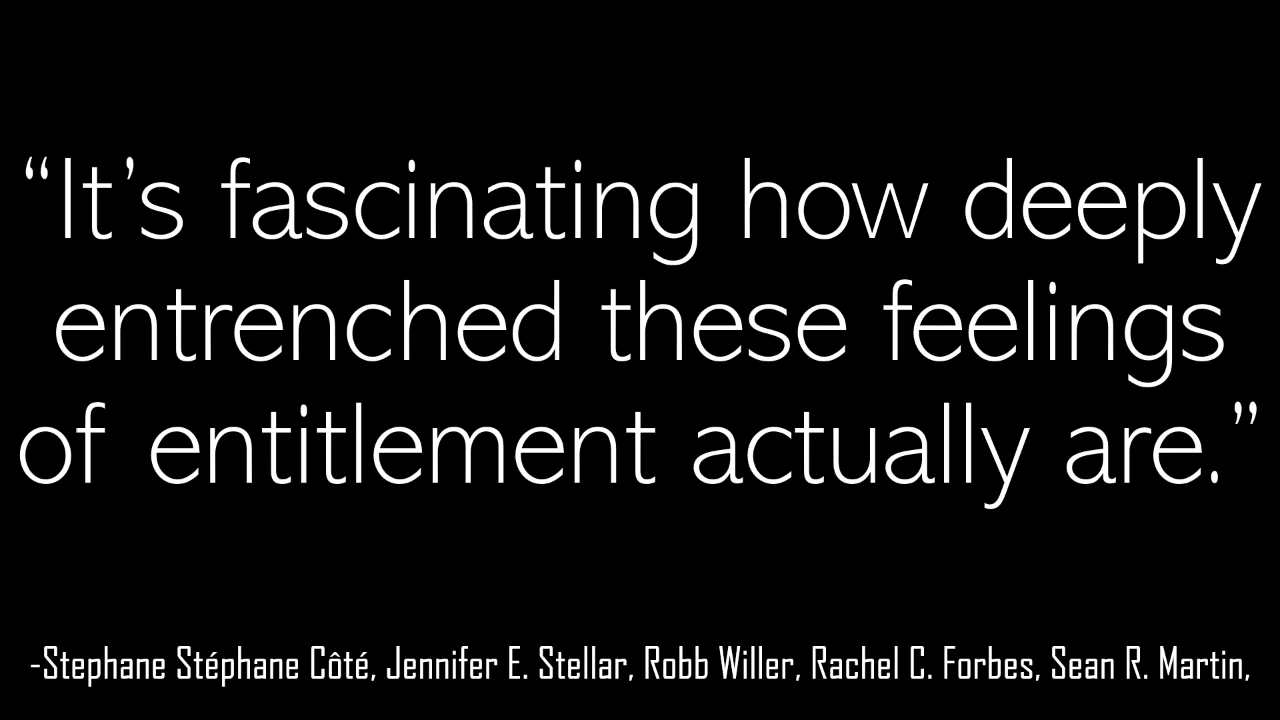 “It’s fascinating how deeply
entrenched these feelings
of entitlement actually are.”
-Stephane Stéphane Côté, Jennifer E. Stellar, Robb Willer, Rachel C. Forbes, Sean R. Martin,